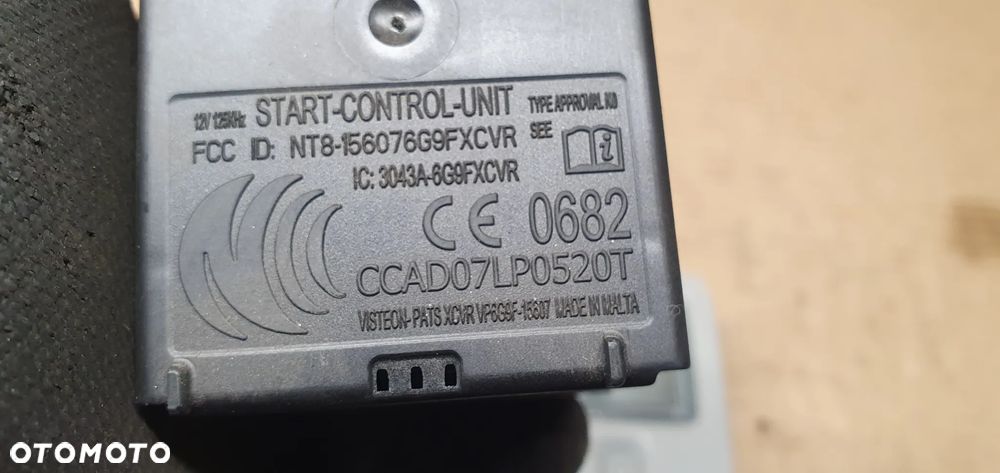 12V 125KHz START-CONTROL-UNIT TYPE APPROVAL NO
FCC ID: NT8-156076G9FXCVR SEE
IC: 3043A-6G9FXCVR
CE 0682
CCAD07LP0520T
VISTEON-PATS XCVR VP6G9F-15607 MADE IN MALTA
OTOMOTO